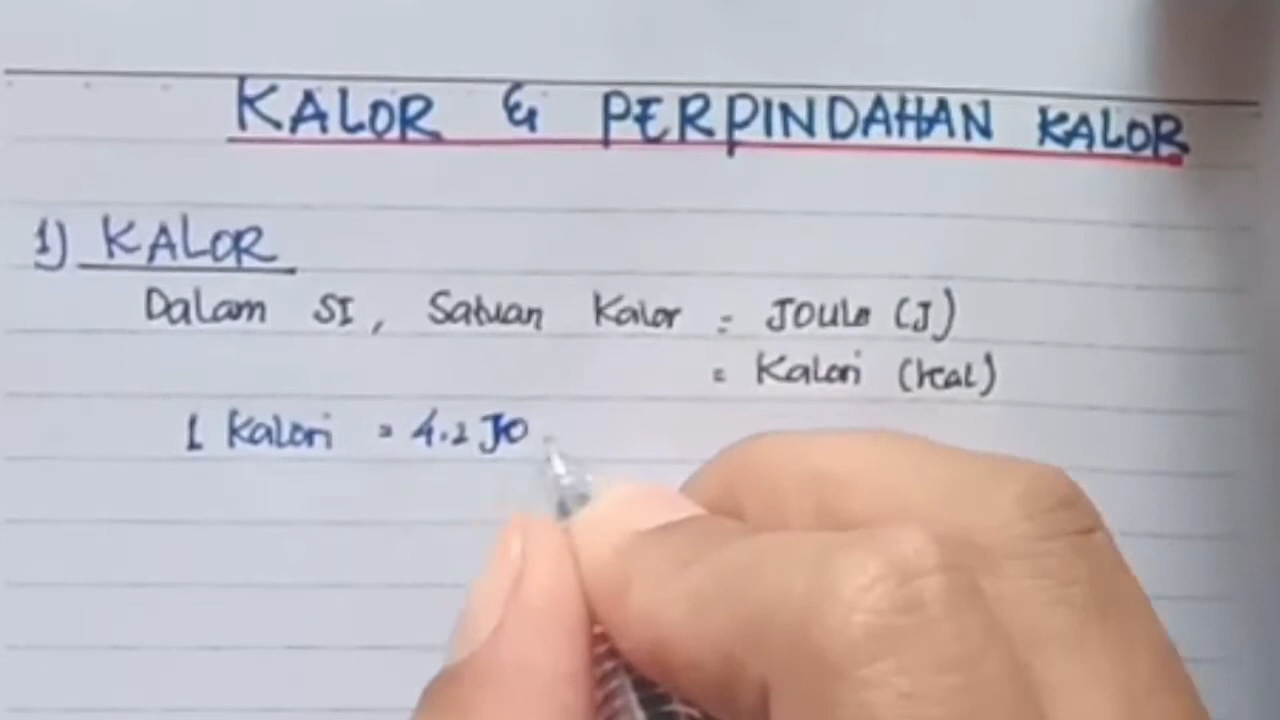 KALOR & PERPINDAHAN KALOR
1) KALOR
Dalam SI, Satuan Kalor = Joule (J)
= Kalori (kal)
1 Kalori = 4.2 Jo